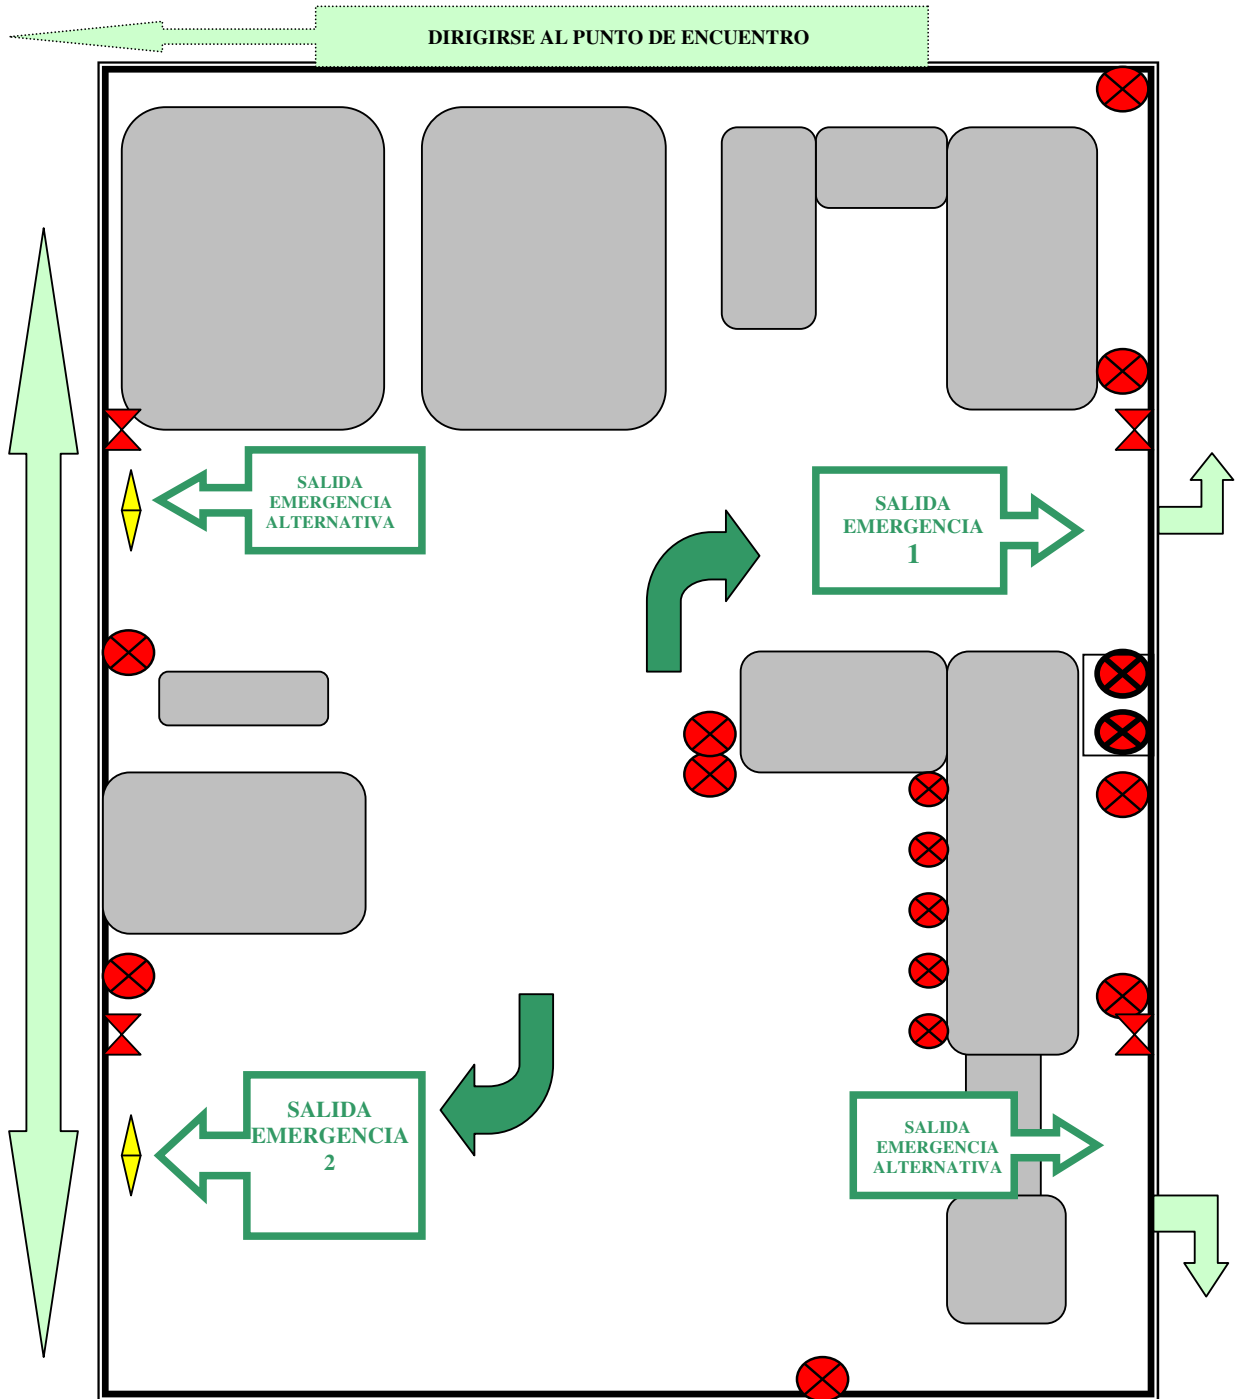 DIRIGIRSE AL PUNTO DE ENCUENTRO
SALIDA
EMERGENCIA
ALTERNATIVA
SALIDA
EMERGENCIA
1
SALIDA
EMERGENCIA
2
SALIDA
EMERGENCIA
ALTERNATIVA